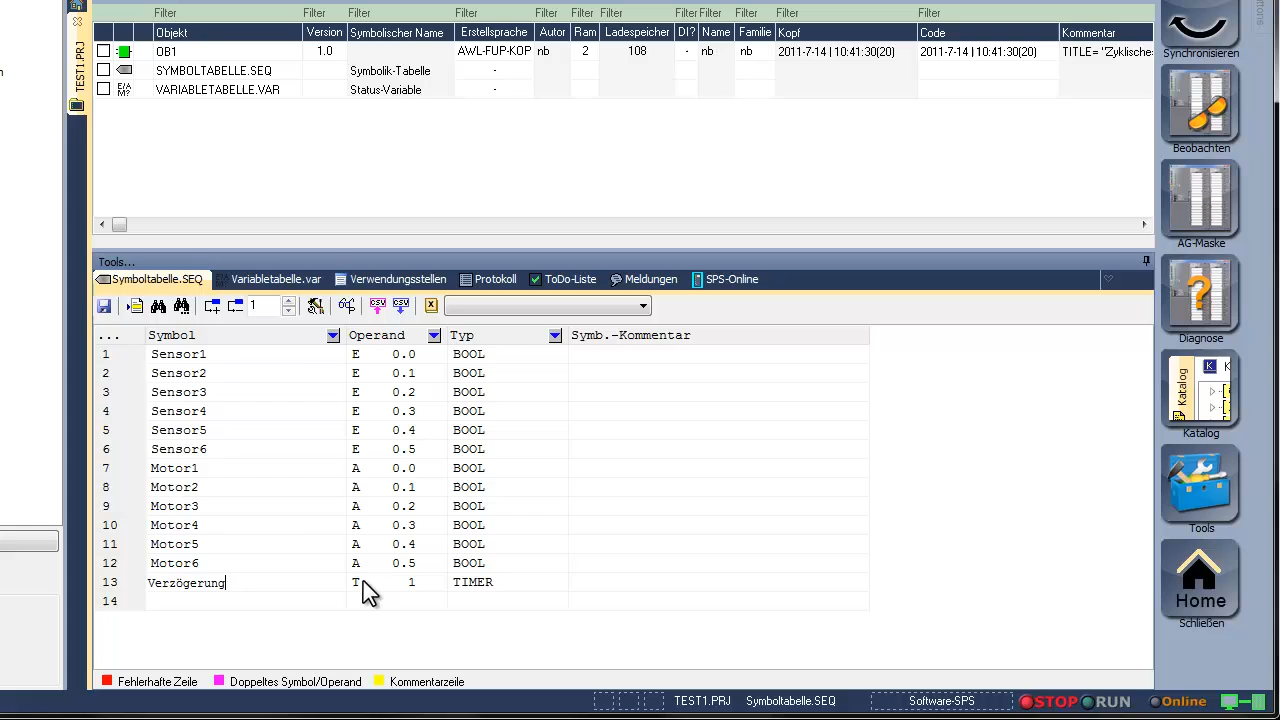 Filter Filter Filter Filter Filter Filter Filter Filter Filter Filter Filter
Objekt Version Symbolischer Name Erstellsprache Autor Ram Ladespeicher DI? Name Familie Kopf Code Kommentar
OB1 1.0 AWL-FUP-KOP nb 2 108 - nb nb 2011-7-14 | 10:41:30(20) 2011-7-14 | 10:41:30(20) TITLE= "Zyklische
SYMBOLTABELLE.SEQ Symbolik-Tabelle -
E/A M? VARIABLETABELLE.VAR Status-Variable
TEST1.PRJ
Tools...
Symboltabelle.SEQ Variabletabelle.var Verwendungsstellen Protokoll ToDo-Liste Meldungen SPS-Online
1 CSV CSV X
... Symbol Operand Typ Symb.-Kommentar
1 Sensor1 E 0.0 BOOL
2 Sensor2 E 0.1 BOOL
3 Sensor3 E 0.2 BOOL
4 Sensor4 E 0.3 BOOL
5 Sensor5 E 0.4 BOOL
6 Sensor6 E 0.5 BOOL
7 Motor1 A 0.0 BOOL
8 Motor2 A 0.1 BOOL
9 Motor3 A 0.2 BOOL
10 Motor4 A 0.3 BOOL
11 Motor5 A 0.4 BOOL
12 Motor6 A 0.5 BOOL
13 Verzögerung T 1 TIMER
14
Fehlerhafte Zeile Doppeltes Symbol/Operand Kommentarzeile
TEST1.PRJ Symboltabelle.SEQ Software-SPS STOP RUN Online
Synchronisieren
Beobachten
AG-Maske
?
Diagnose
Katalog K K
Katalog
Tools
Home
Schließen